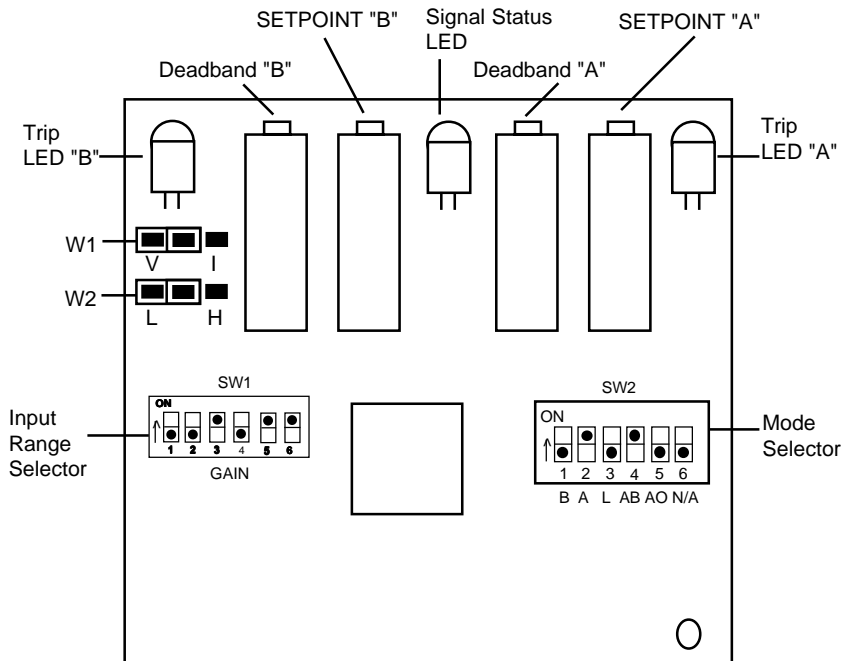 SETPOINT "B"
Signal Status
LED
SETPOINT "A"
Deadband "B"
Deadband "A"
Trip
LED "B"
Trip
LED "A"
W1
V I
W2
L H
SW1
ON
1 2 3 4 5 6
GAIN
Input
Range
Selector
SW2
ON
1 2 3 4 5 6
B A L AB AO N/A
Mode
Selector